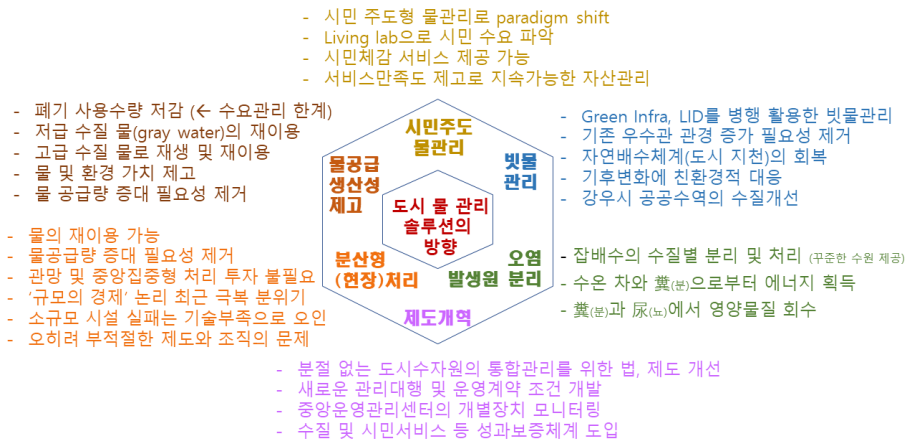 - 시민 주도형 물관리로 paradigm shift
- Living lab으로 시민 수요 파악
- 시민체감 서비스 제공 가능
- 서비스만족도 제고로 지속가능한 자산관리
- 폐기 사용수량 저감 (← 수요관리 한계)
- 저급 수질 물(gray water)의 재이용
- 고급 수질 물로 재생 및 재이용
- 물 및 환경 가치 제고
- 물 공급량 증대 필요성 제거
시민주도
물관리
- Green Infra, LID를 병행 활용한 빗물관리
- 기존 우수관 관경 증가 필요성 제거
- 자연배수체계(도시 지천)의 회복
- 기후변화에 친환경적 대응
- 강우시 공공수역의 수질개선
물공급
생산성
제고
빗물
관리
도시 물 관리
솔루션의
방향
- 물의 재이용 가능
- 물공급량 증대 필요성 제거
- 관망 및 중앙집중형 처리 투자 불필요
- ‘규모의 경제’ 논리 최근 극복 분위기
- 소규모 시설 실패는 기술부족으로 오인
- 오히려 부적절한 제도와 조직의 문제
분산형
(현장)처리
오염
발생원 분리
- 잡배수의 수질별 분리 및 처리 (꾸준한 수원 제공)
- 수온 차와 糞(분)으로부터 에너지 획득
- 糞(분)과 尿(뇨)에서 영양물질 회수
제도개혁
- 분절 없는 도시수자원의 통합관리를 위한 법, 제도 개선
- 새로운 관리대행 및 운영계약 조건 개발
- 중앙운영관리센터의 개별장치 모니터링
- 수질 및 시민서비스 등 성과보증체계 도입